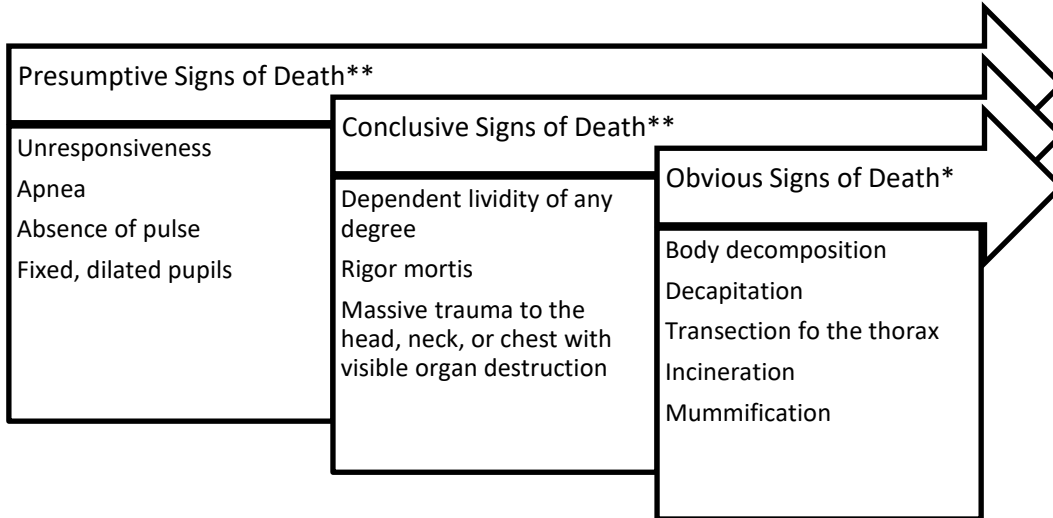 Presumptive Signs of Death**
Unresponsiveness
Apnea
Absence of pulse
Fixed, dilated pupils
Conclusive Signs of Death**
Dependent lividity of any
degree
Rigor mortis
Massive trauma to the
head, neck, or chest with
visible organ destruction
Obvious Signs of Death*
Body decomposition
Decapitation
Transection fo the thorax
Incineration
Mummification